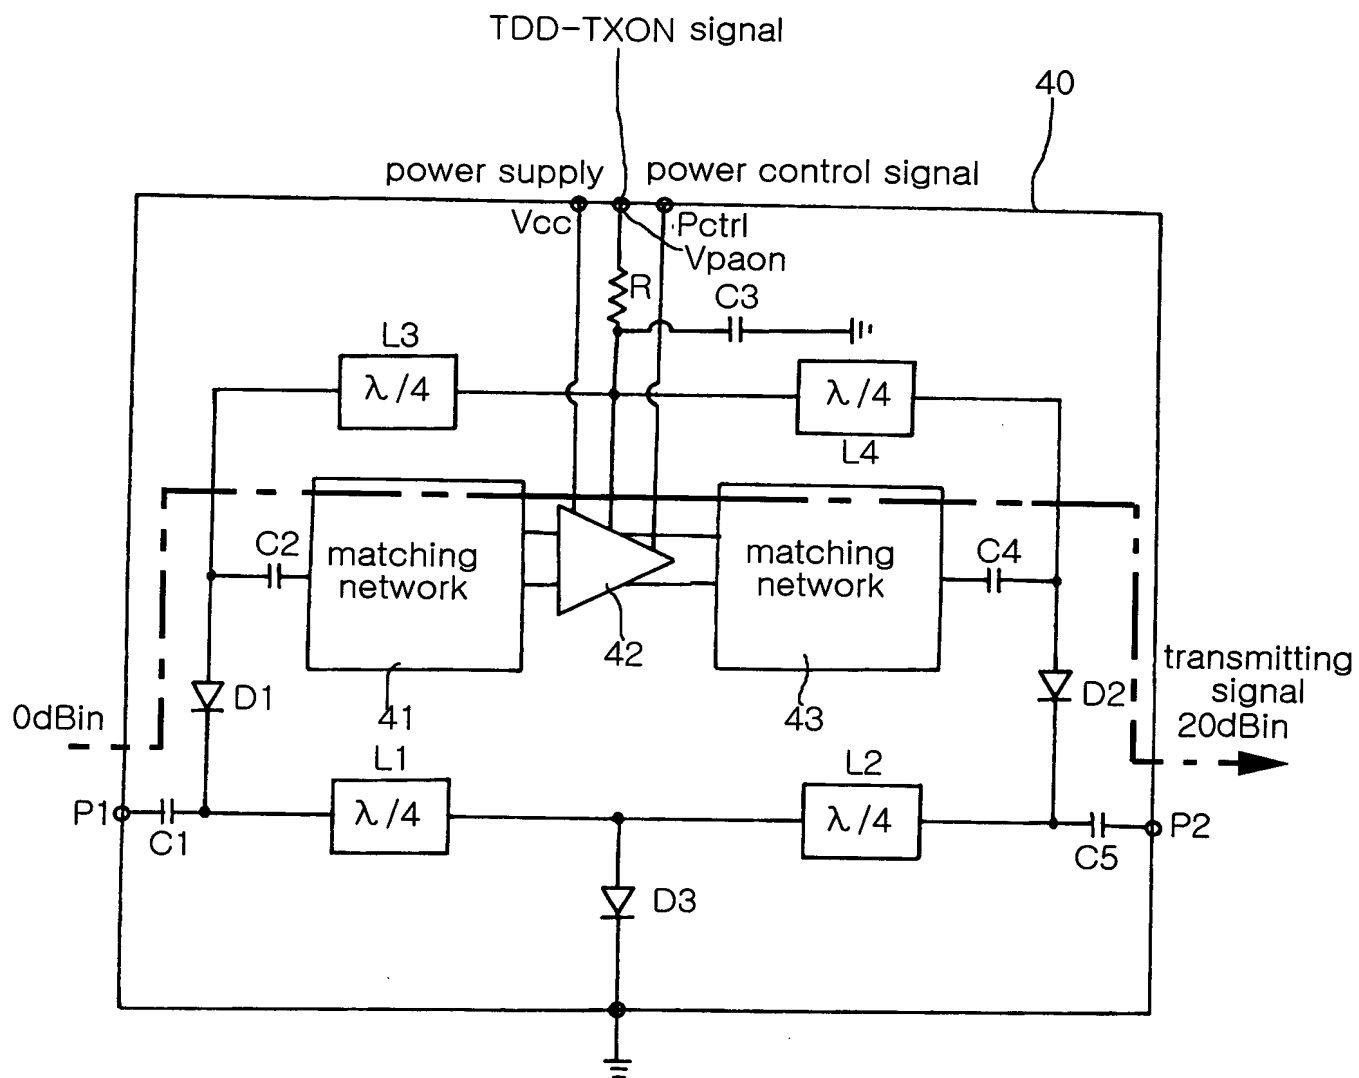 TDD-TXON signal
40
power supply
power control signal
Vcc
Pctrl
Vpaon
R
C3
L3
λ/4
λ/4
L4
C2
matching
network
matching
network
C4
42
41
43
D1
D2
transmitting
signal
20dBin
0dBin
L1
λ/4
L2
λ/4
P1
C1
C5
P2
D3